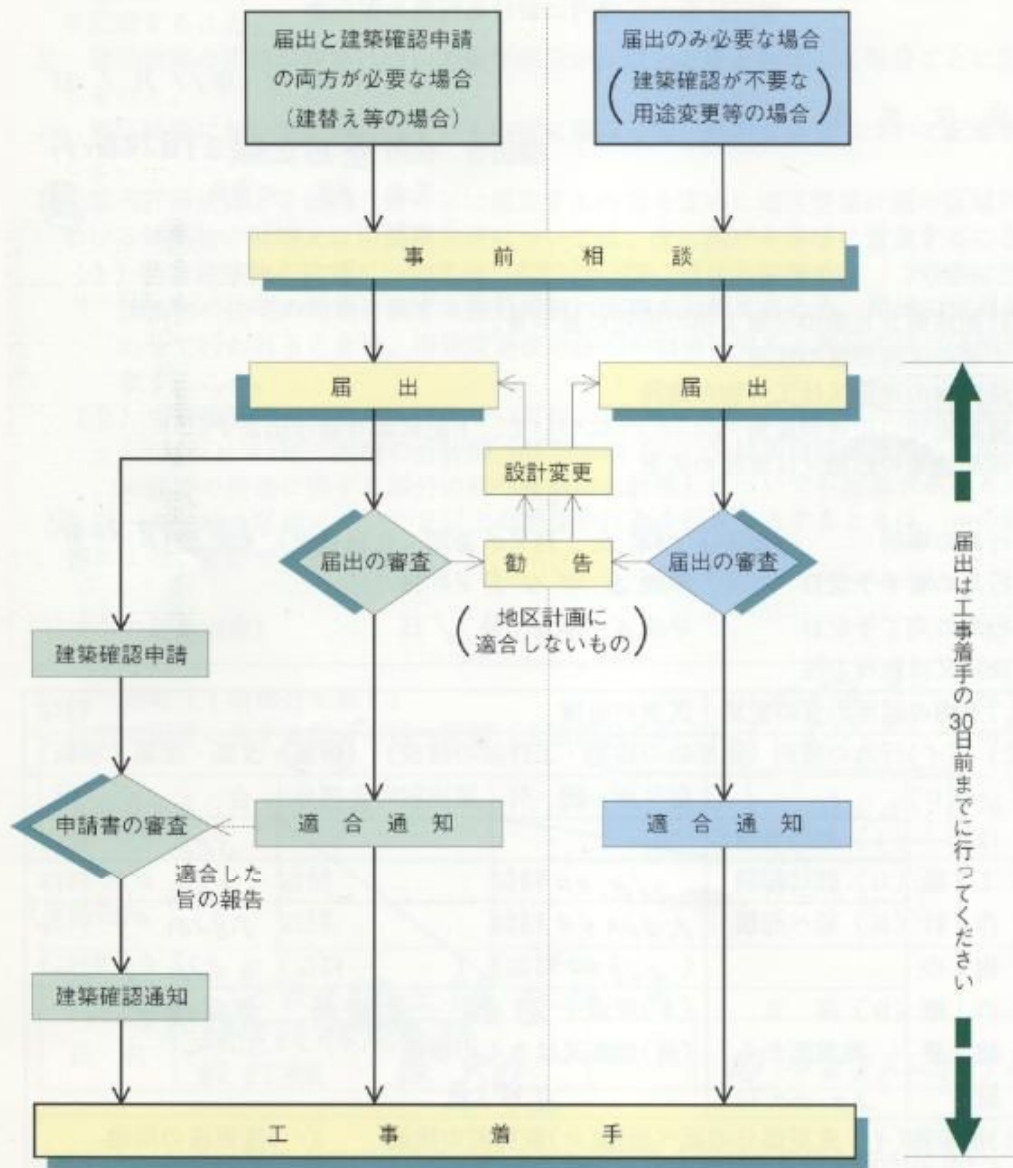 届出と建築確認申請
の両方が必要な場合
(建替え等の場合)
届出のみ必要な場合
(建築確認が不要な
用途変更等の場合)
事前相談
届出
届出
設計変更
届出の審査
勧告
届出の審査
(地区計画に
適合しないもの)
建築確認申請
申請書の審査
適合通知
適合通知
適合した
旨の報告
建築確認通知
工事着手
届出は工事着手の30日前までに行ってください